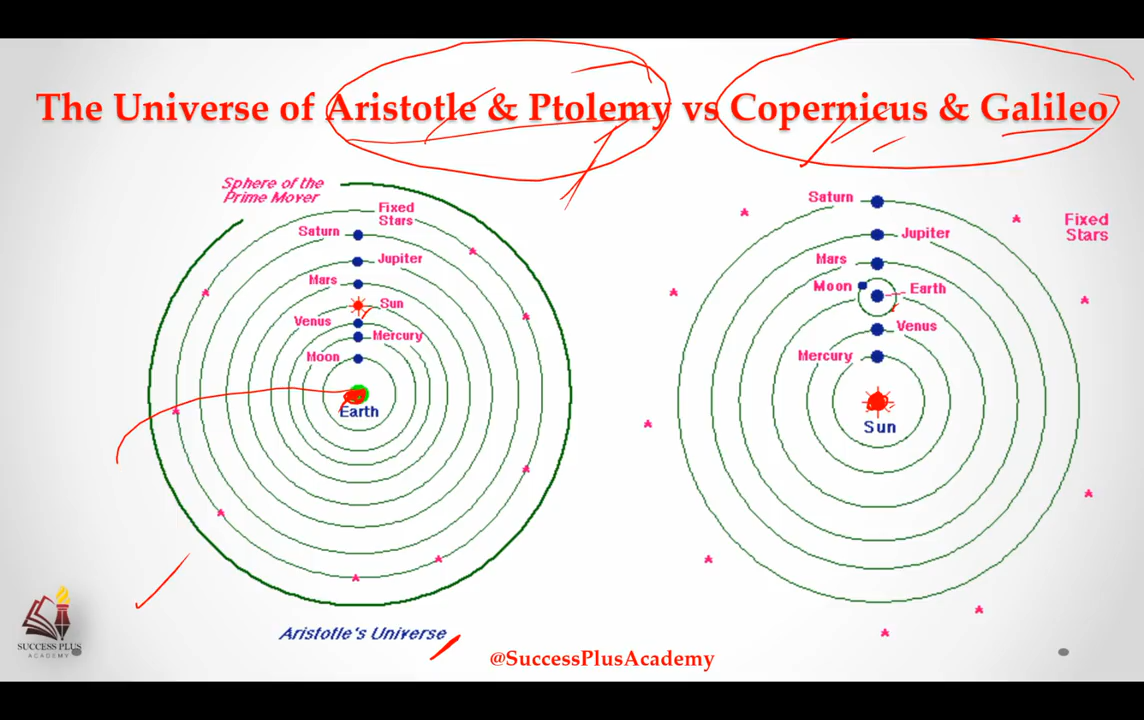 The Universe of Aristotle & Ptolemy vs Copernicus & Galileo
Sphere of the
Prime Mover
Fixed
Stars
Saturn
Jupiter
Mars
Sun
Venus
Mercury
Moon
Earth
Aristotle's Universe
Saturn
Jupiter
Mars
Moon
Earth
Venus
Mercury
Sun
Fixed
Stars
SUCCESS PLUS
ACADEMY
@SuccessPlusAcademy